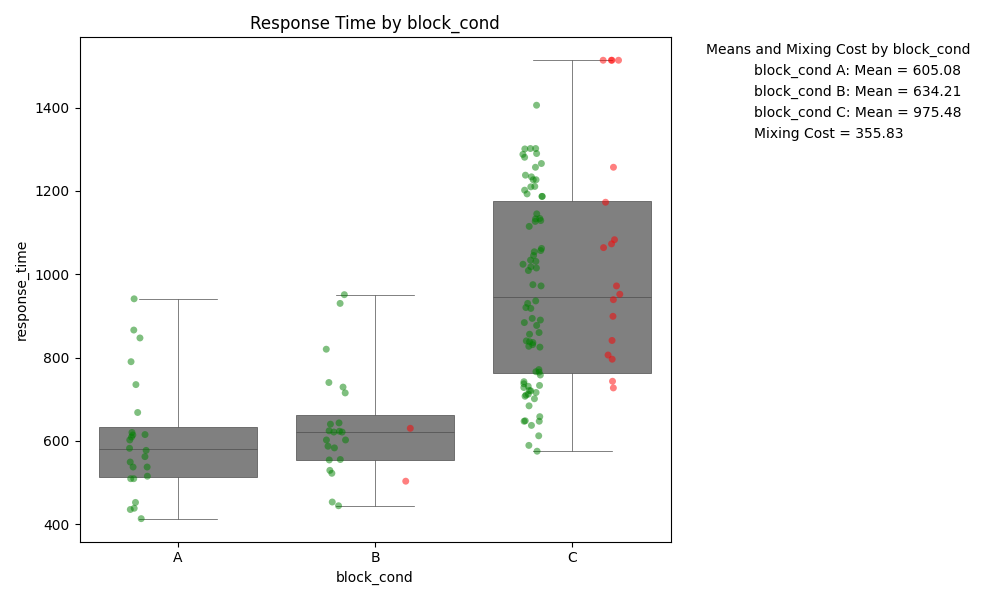 Response Time by block_cond
Means and Mixing Cost by block_cond
block_cond A: Mean = 605.08
block_cond B: Mean = 634.21
block_cond C: Mean = 975.48
Mixing Cost = 355.83
response_time
1400
1200
1000
800
600
400
A
B
C
block_cond